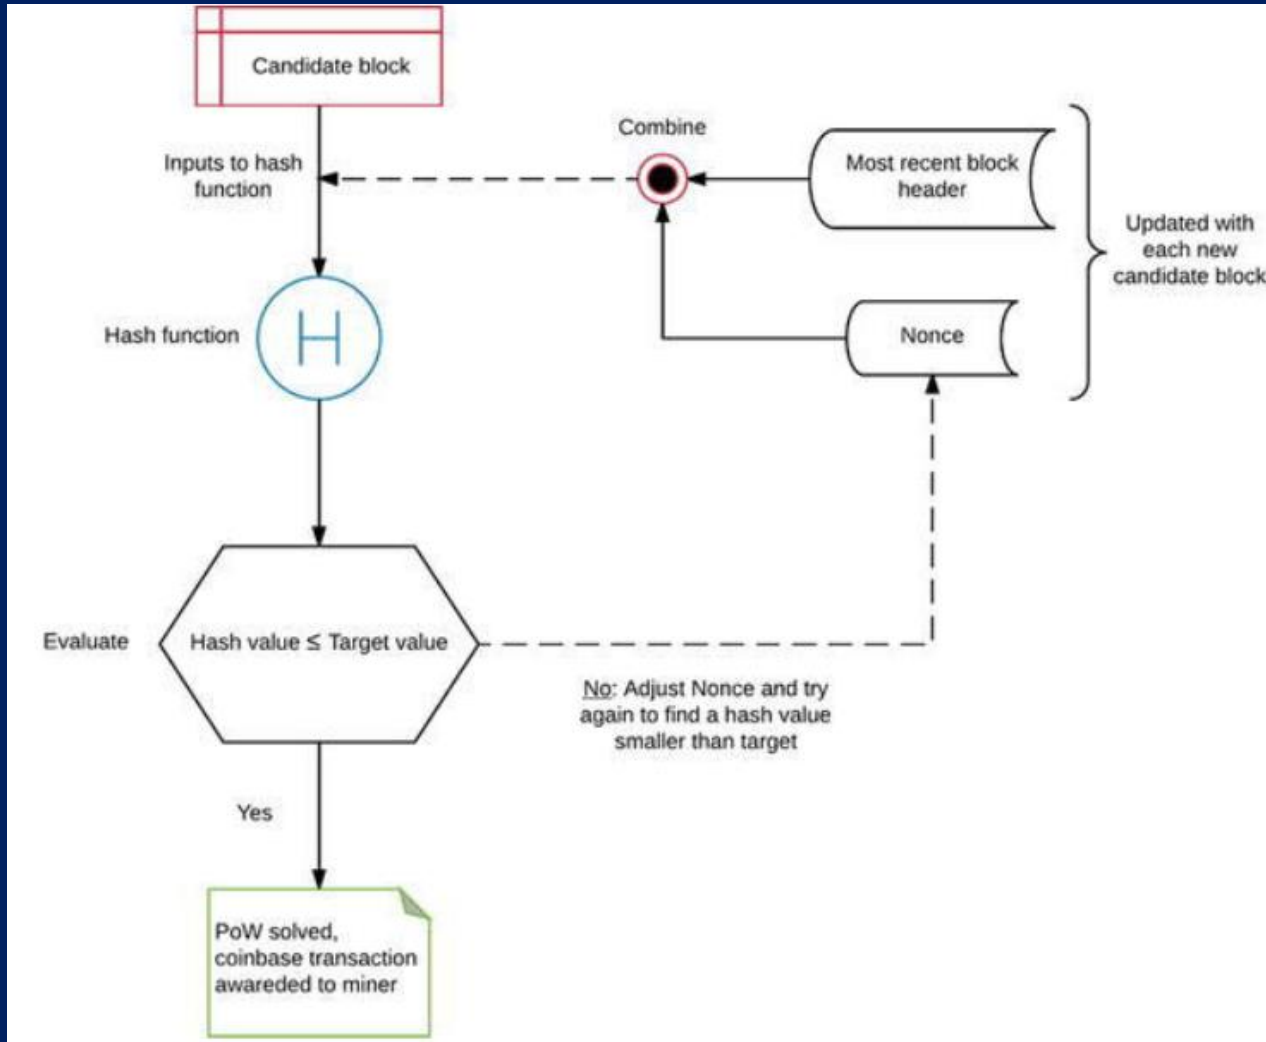 Candidate block
Inputs to hash
function
Combine
Most recent block
header
Updated with
each new
candidate block
Hash function
H
Nonce
Evaluate
Hash value ≤ Target value
No: Adjust Nonce and try
again to find a hash value
smaller than target
Yes
PoW solved,
coinbase transaction
awareded to miner